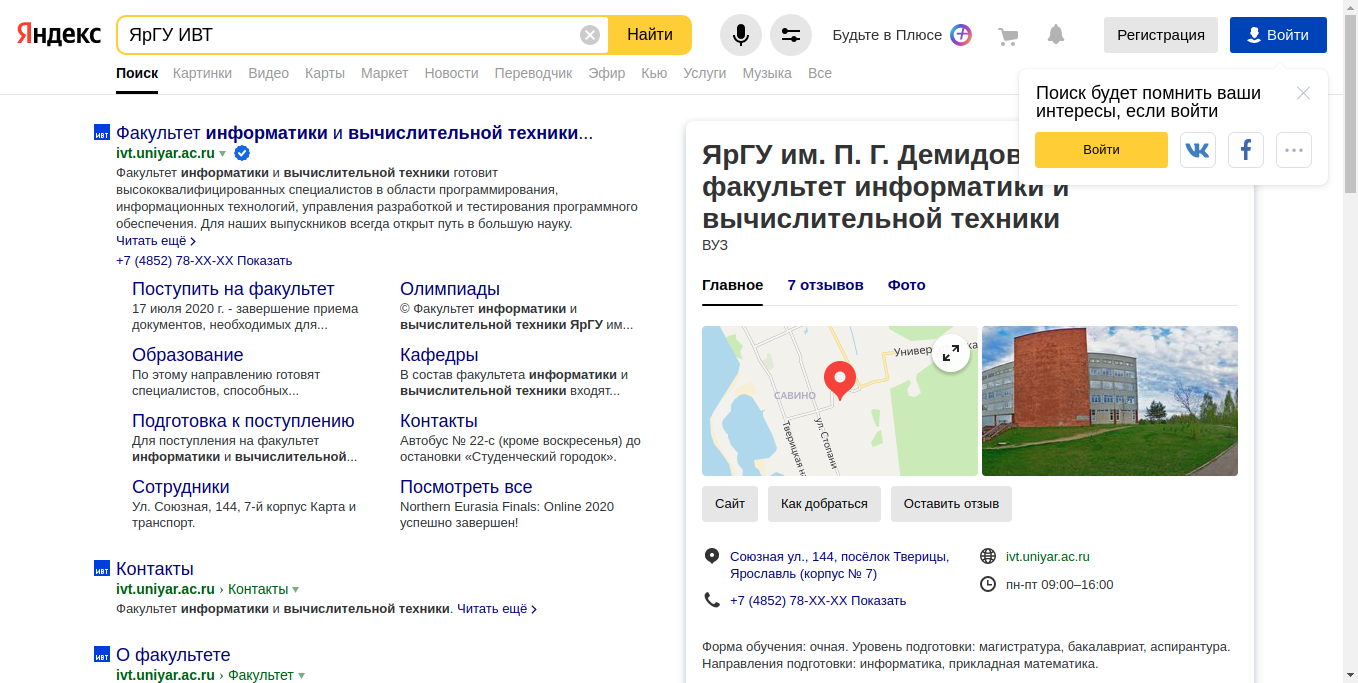 Яндекс
ЯрГУ ИВТ
Найти
Будьте в Плюсе
Регистрация
Войти
Поиск Картинки Видео Карты Маркет Новости Переводчик Эфир Кью Услуги Музыка Все
Поиск будет помнить ваши
интересы, если войти
Войти
Факультет информатики и вычислительной техники...
ivt.uniyar.ac.ru
Факультет информатики и вычислительной техники готовит
высококвалифицированных специалистов в области программирования,
информационных технологий, управления разработкой и тестирования программного
обеспечения. Для наших выпускников всегда открыт путь в большую науку.
Читать ещё
+7 (4852) 78-XX-XX Показать
Поступить на факультет
17 июля 2020 г. - завершение приема
документов, необходимых для...
Олимпиады
© Факультет информатики и
вычислительной техники ЯрГУ им...
Образование
По этому направлению готовят
специалистов, способных...
Кафедры
В состав факультета информатики и
вычислительной техники входят...
Подготовка к поступлению
Для поступления на факультет
информатики и вычислительной...
Контакты
Автобус № 22-с (кроме воскресенья) до
остановки «Студенческий городок».
Сотрудники
Ул. Союзная, 144, 7-й корпус Карта и
транспорт.
Посмотреть все
Northern Eurasia Finals: Online 2020
успешно завершен!
ИВТ
Контакты
ivt.uniyar.ac.ru › Контакты
Факультет информатики и вычислительной техники. Читать ещё
ИВТ
О факультете
ivt.uniyar.ac.ru › Факультет
ИВТ
ЯрГУ им. П. Г. Демидов
факультет информатики и
вычислительной техники
ВУЗ
Главное 7 отзывов Фото
САВИНО
ул. Стопани
Тверицкая на
Сайт
Как добраться
Оставить отзыв
Союзная ул., 144, посёлок Тверицы,
Ярославль (корпус № 7)
+7 (4852) 78-XX-XX Показать
ivt.uniyar.ac.ru
пн-пт 09:00–16:00
Форма обучения: очная. Уровень подготовки: магистратура, бакалавриат, аспирантура.
Направления подготовки: информатика, прикладная математика.